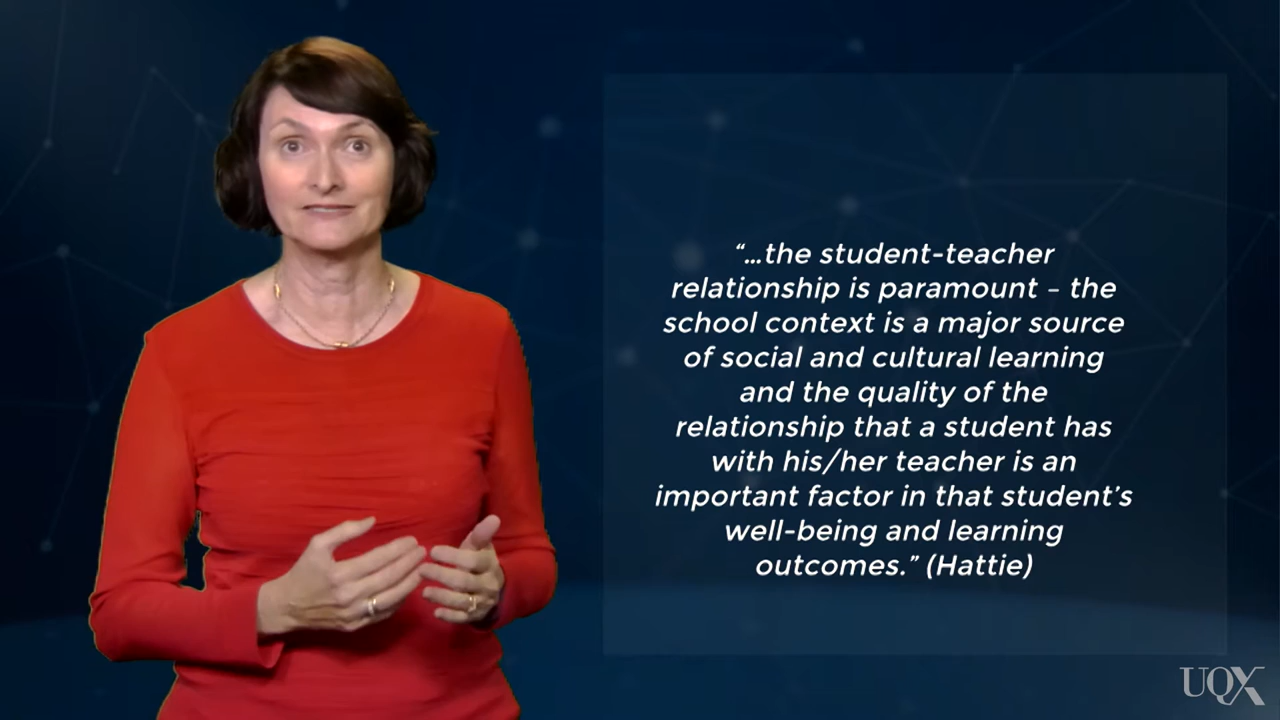 “...the student-teacher
relationship is paramount – the
school context is a major source
of social and cultural learning
and the quality of the
relationship that a student has
with his/her teacher is an
important factor in that student’s
well-being and learning
outcomes.” (Hattie)
UQX